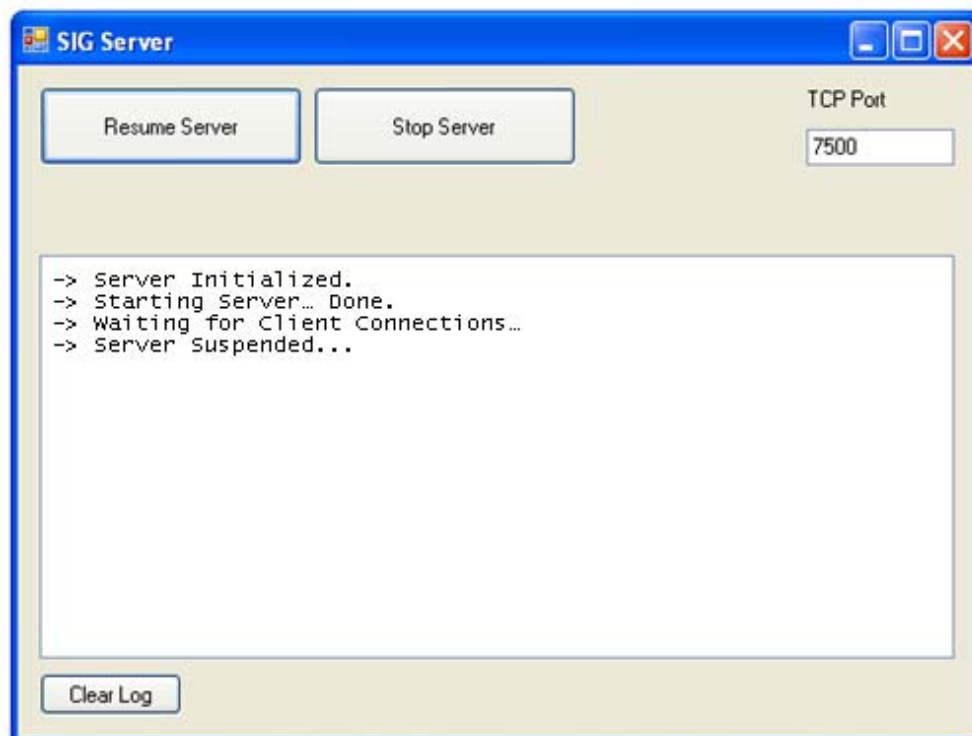 SIG Server
Resume Server
Stop Server
TCP Port
7500
-> Server Initialized.
-> Starting Server… Done.
-> Waiting for Client Connections…
-> Server Suspended...
Clear Log